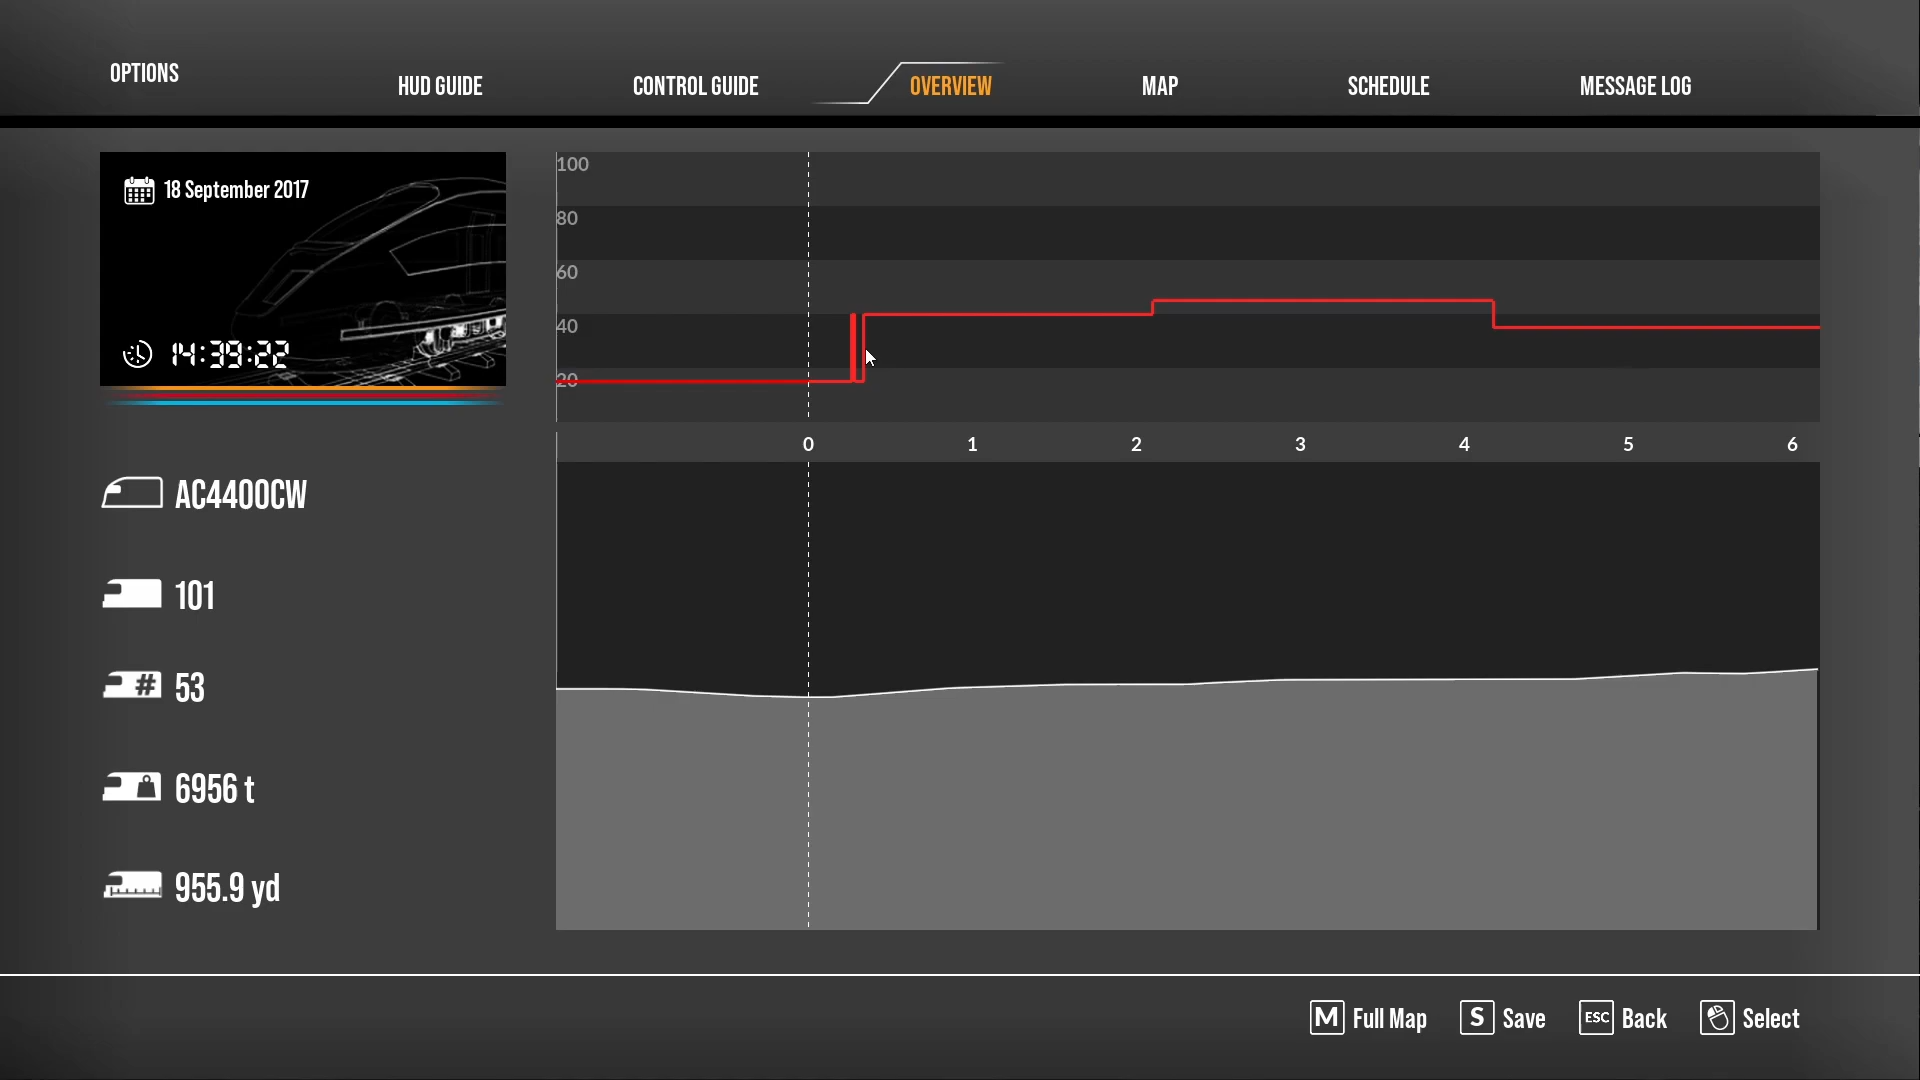 OPTIONS
HUD GUIDE
CONTROL GUIDE
OVERVIEW
MAP
SCHEDULE
MESSAGE LOG
18 September 2017
14:39:22
AC4400CW
101
# 53
6956 t
955.9 yd
100
80
60
40
20
0 1 2 3 4 5 6
M Full Map
S Save
ESC Back
Select